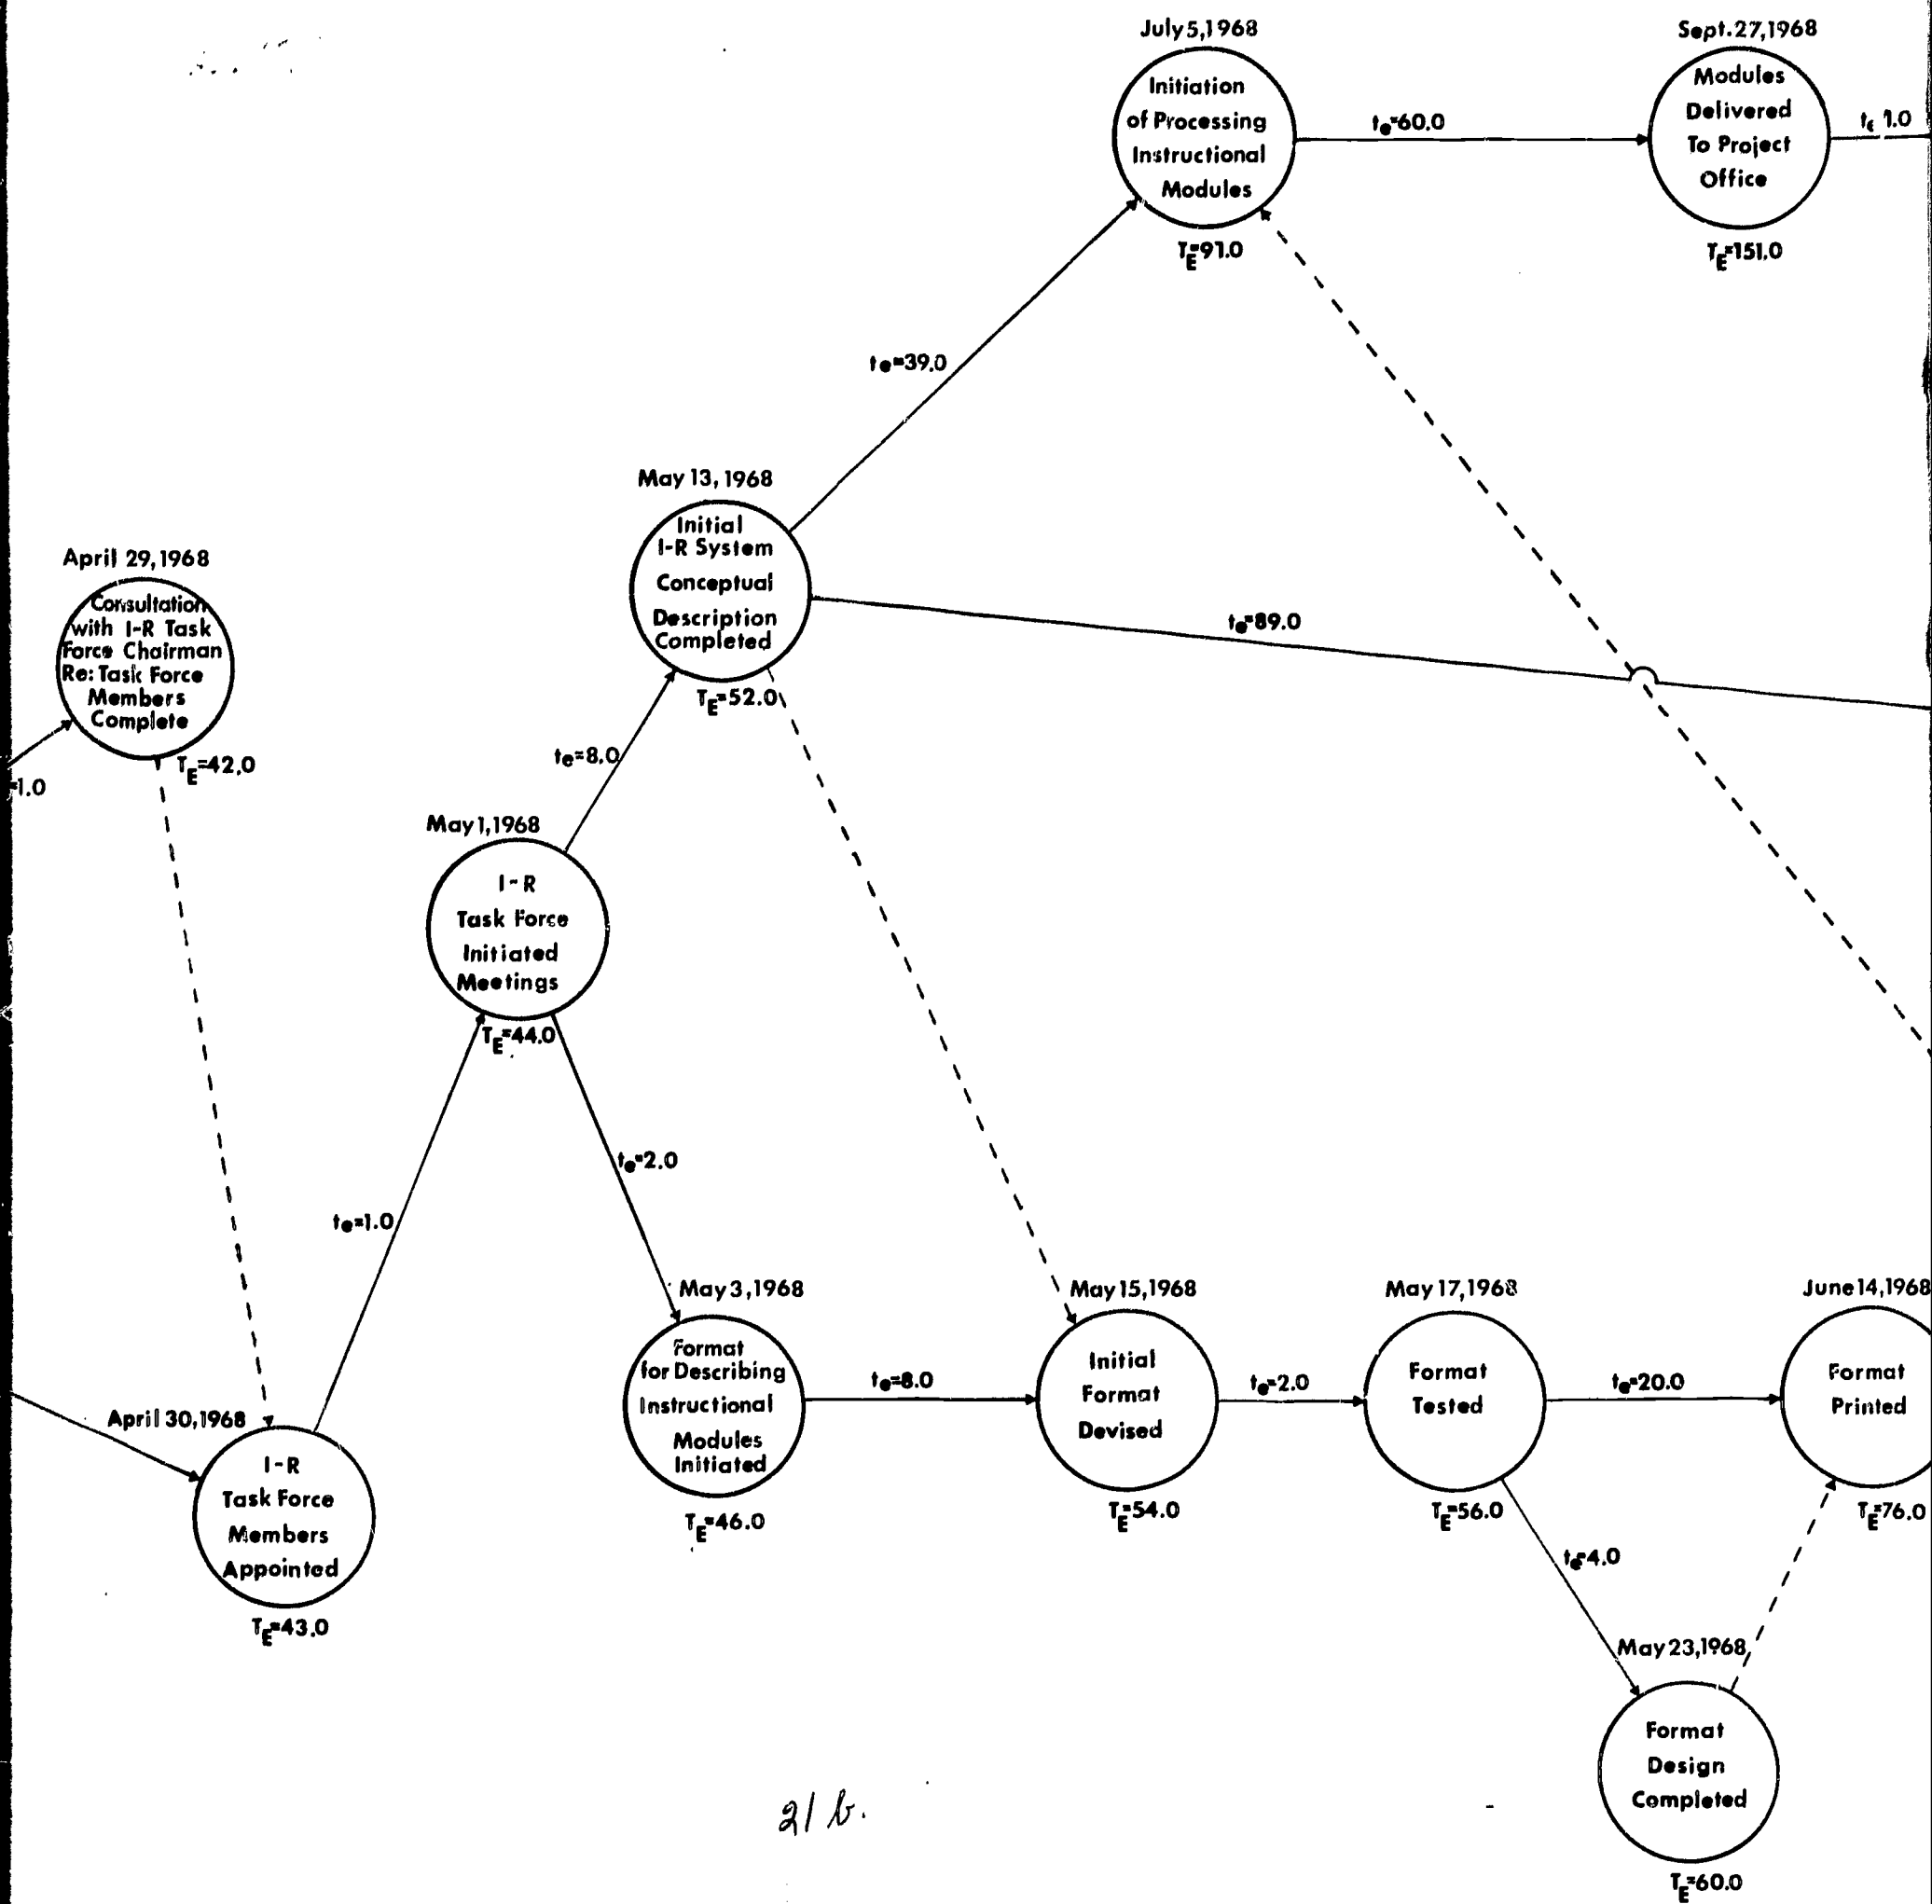 July 5,1968
Initiation
of Processing
Instructional
Modules
TE=91.0
te=60.0
Sept.27,1968
Modules
Delivered
To Project
Office
TE=151.0
te 1.0
te=39.0
May 13, 1968
Initial
I-R System
Conceptual
Description
Completed
TE=52.0
te=89.0
April 29,1968
Consultation
with I-R Task
Force Chairman
Re: Task Force
Members
Complete
TE=42.0
=1.0
te=8.0
May 1,1968
I-R
Task Force
Initiated
Meetings
TE=44.0
te=2.0
te=1.0
April 30,1968
I-R
Task Force
Members
Appointed
TE=43.0
May 3,1968
Format
for Describing
Instructional
Modules
Initiated
TE=46.0
te=8.0
May 15,1968
Initial
Format
Devised
TE=54.0
te=2.0
May 17,1968
Format
Tested
TE=56.0
te=20.0
June 14,1968
Format
Printed
TE=76.0
te=4.0
May 23,1968
Format
Design
Completed
TE=60.0
21 b.